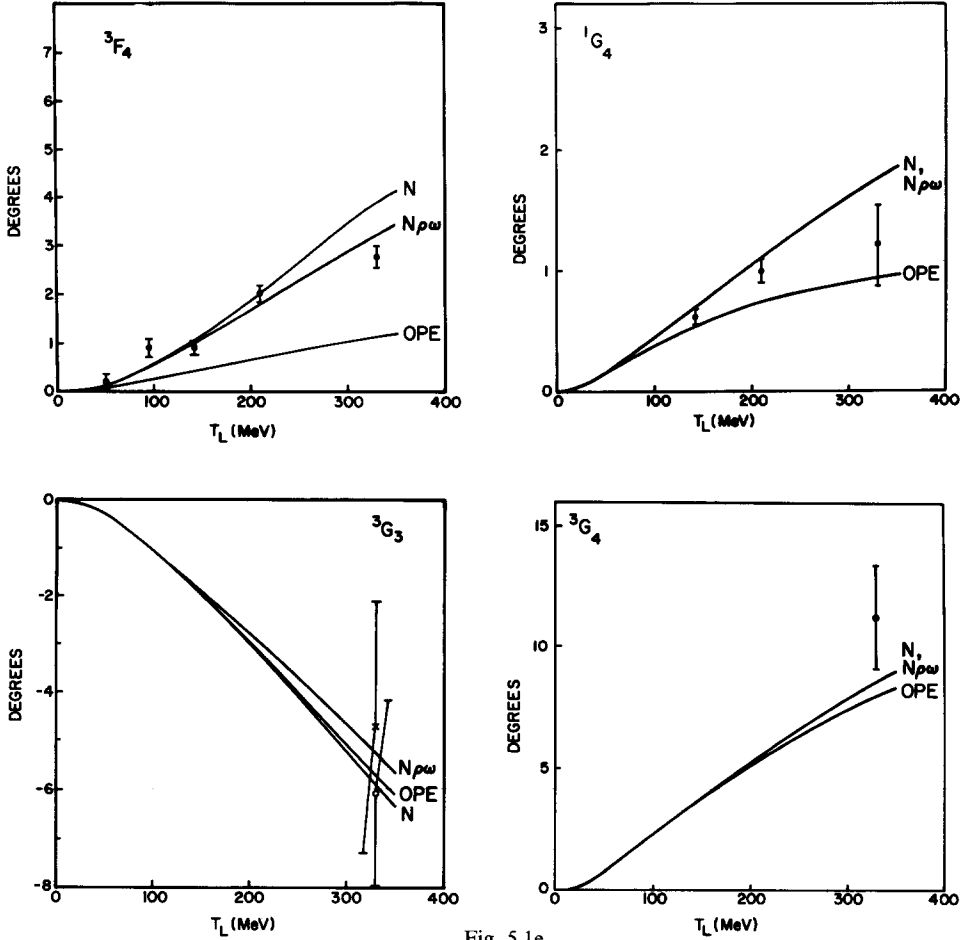 ³F₄
7
6
5
4
3
2
1
0
DEGREES
N
Nρω
OPE
0 100 200 300 400
T_L (MeV)
¹G₄
3
2
1
0
DEGREES
N,
Nρω
OPE
0 100 200 300 400
T_L (MeV)
³G₃
0
-2
-4
-6
-8
DEGREES
Nρω
OPE
N
0 100 200 300 400
T_L (MeV)
³G₄
15
10
5
0
DEGREES
N,
Nρω
OPE
0 100 200 300 400
T_L (MeV)
Fig. 5.1e